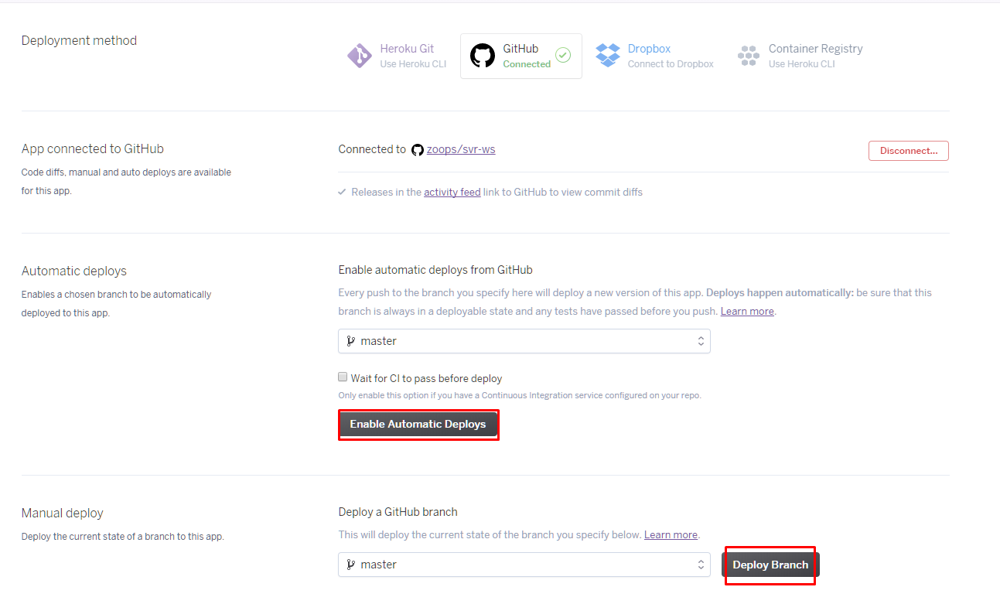 Deployment method
Heroku Git
Use Heroku CLI
GitHub
Connected
Dropbox
Connect to Dropbox
Container Registry
Use Heroku CLI
App connected to GitHub
Code diffs, manual and auto deploys are available
for this app.
Connected to zoops/svr-ws
Disconnect...
Releases in the activity feed link to GitHub to view commit diffs
Automatic deploys
Enables a chosen branch to be automatically
deployed to this app.
Enable automatic deploys from GitHub
Every push to the branch you specify here will deploy a new version of this app. Deploys happen automatically: be sure that this
branch is always in a deployable state and any tests have passed before you push. Learn more.
master
Wait for CI to pass before deploy
Only enable this option if you have a Continuous Integration service configured on your repo.
Enable Automatic Deploys
Manual deploy
Deploy the current state of a branch to this app.
Deploy a GitHub branch
This will deploy the current state of the branch you specify below. Learn more.
master
Deploy Branch